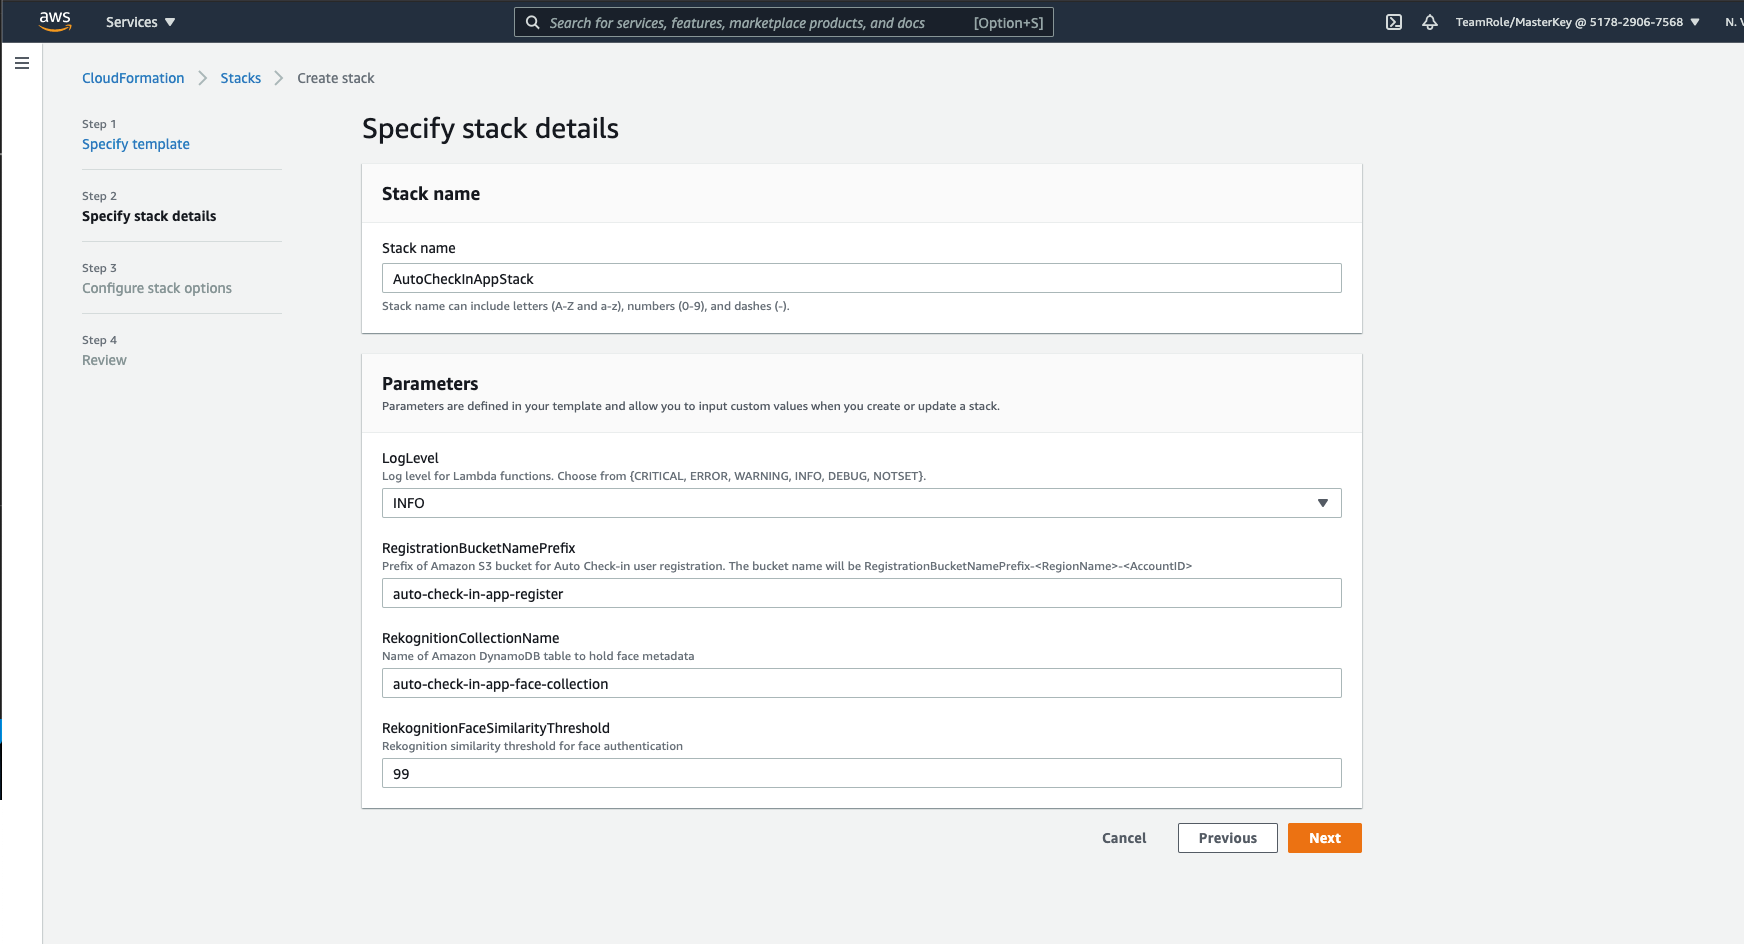 aws
Services
Search for services, features, marketplace products, and docs [Option+S]
TeamRole/MasterKey @ 5178-2906-7568
N.
CloudFormation Stacks Create stack
Step 1
Specify template
Step 2
Specify stack details
Step 3
Configure stack options
Step 4
Review
Specify stack details
Stack name
Stack name
AutoCheckInAppStack
Stack name can include letters (A-Z and a-z), numbers (0-9), and dashes (-).
Parameters
Parameters are defined in your template and allow you to input custom values when you create or update a stack.
LogLevel
Log level for Lambda functions. Choose from {CRITICAL, ERROR, WARNING, INFO, DEBUG, NOTSET}.
INFO
RegistrationBucketNamePrefix
Prefix of Amazon S3 bucket for Auto Check-in user registration. The bucket name will be RegistrationBucketNamePrefix-<RegionName>-<AccountID>
auto-check-in-app-register
RekognitionCollectionName
Name of Amazon DynamoDB table to hold face metadata
auto-check-in-app-face-collection
RekognitionFaceSimilarityThreshold
Rekognition similarity threshold for face authentication
99
Cancel Previous Next